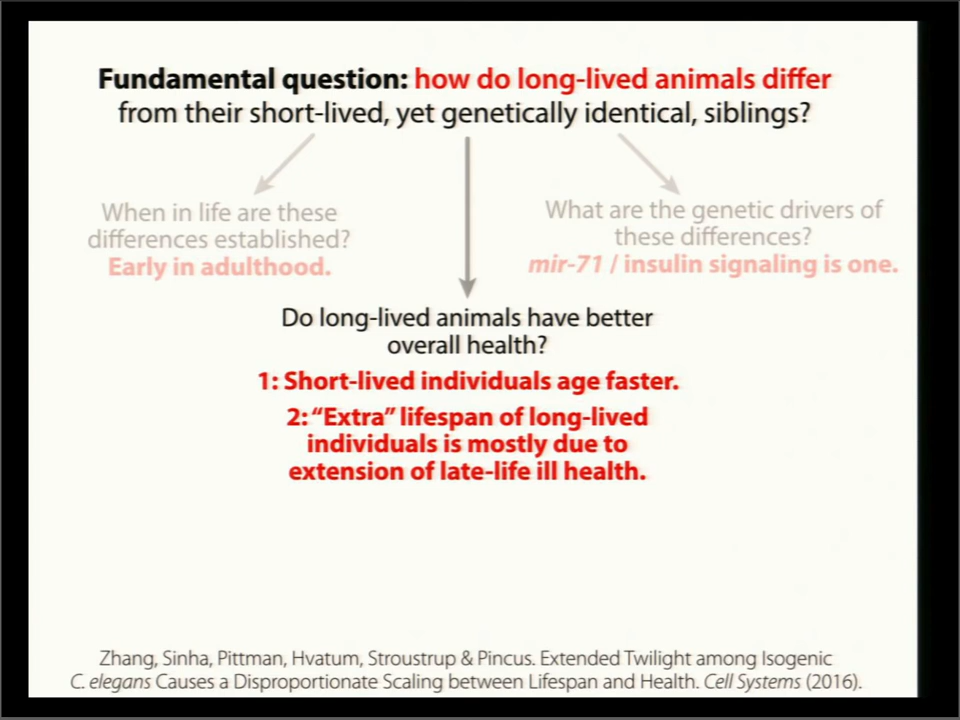 Fundamental question: how do long-lived animals differ
from their short-lived, yet genetically identical, siblings?
When in life are these
differences established?
Early in adulthood.
What are the genetic drivers of
these differences?
mir-71 / insulin signaling is one.
Do long-lived animals have better
overall health?
1: Short-lived individuals age faster.
2: “Extra” lifespan of long-lived
individuals is mostly due to
extension of late-life ill health.
Zhang, Sinha, Pittman, Hvatum, Stroustrup & Pincus. Extended Twilight among Isogenic
C. elegans Causes a Disproportionate Scaling between Lifespan and Health. Cell Systems (2016).